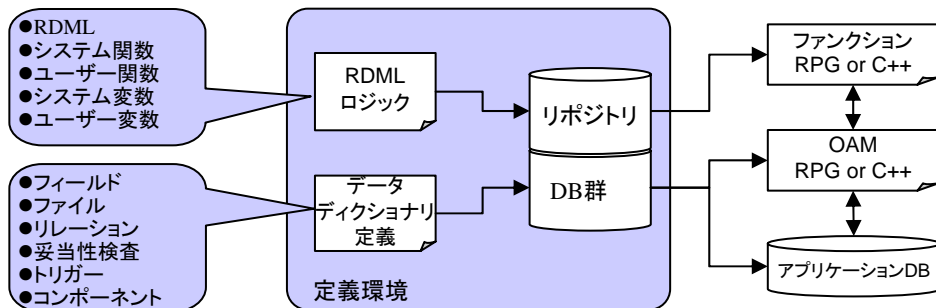 ●RDML
●システム関数
●ユーザー関数
●システム変数
●ユーザー変数
●フィールド
●ファイル
●リレーション
●妥当性検査
●トリガー
●コンポーネント
RDML
ロジック
データ
ディクショナリ
定義
リポジトリ
DB群
定義環境
ファンクション
RPG or C++
OAM
RPG or C++
アプリケーションDB